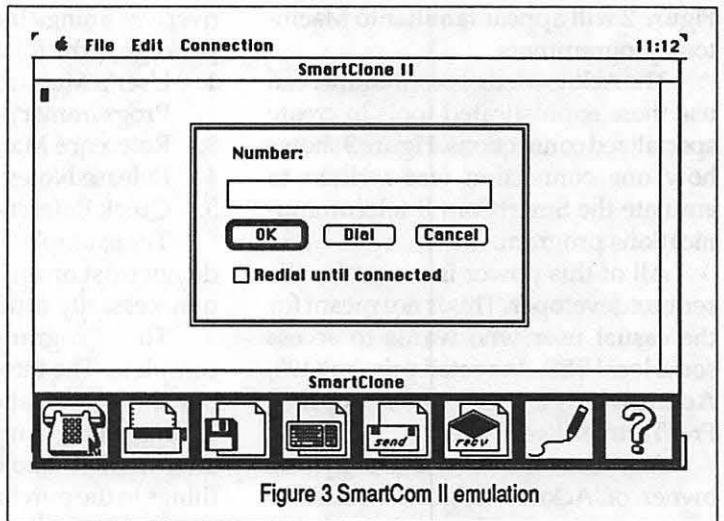 File Edit Connection 11:12
SmartClone II
Number:
OK Dial Cancel
Redial until connected
SmartClone
send recv ?
Figure 3 SmartCom II emulation